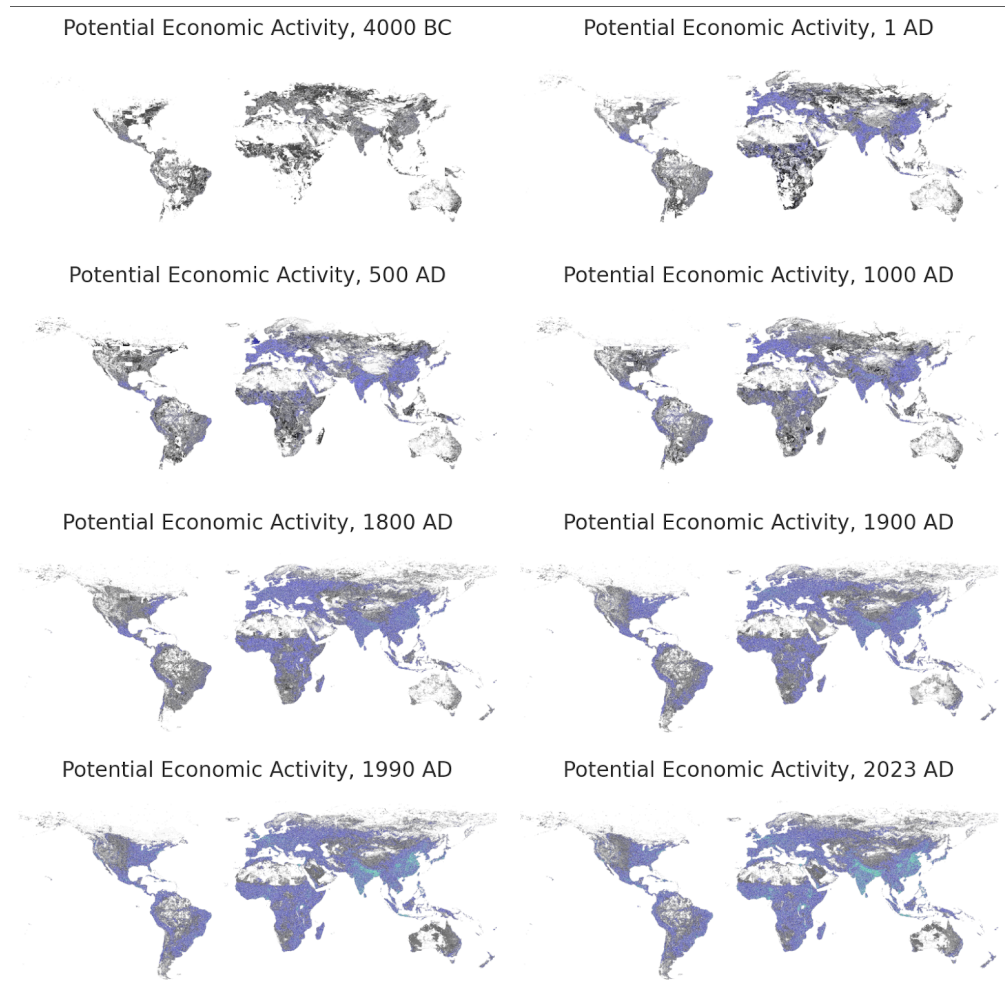 Potential Economic Activity, 4000 BC
Potential Economic Activity, 1 AD
Potential Economic Activity, 500 AD
Potential Economic Activity, 1000 AD
Potential Economic Activity, 1800 AD
Potential Economic Activity, 1900 AD
Potential Economic Activity, 1990 AD
Potential Economic Activity, 2023 AD